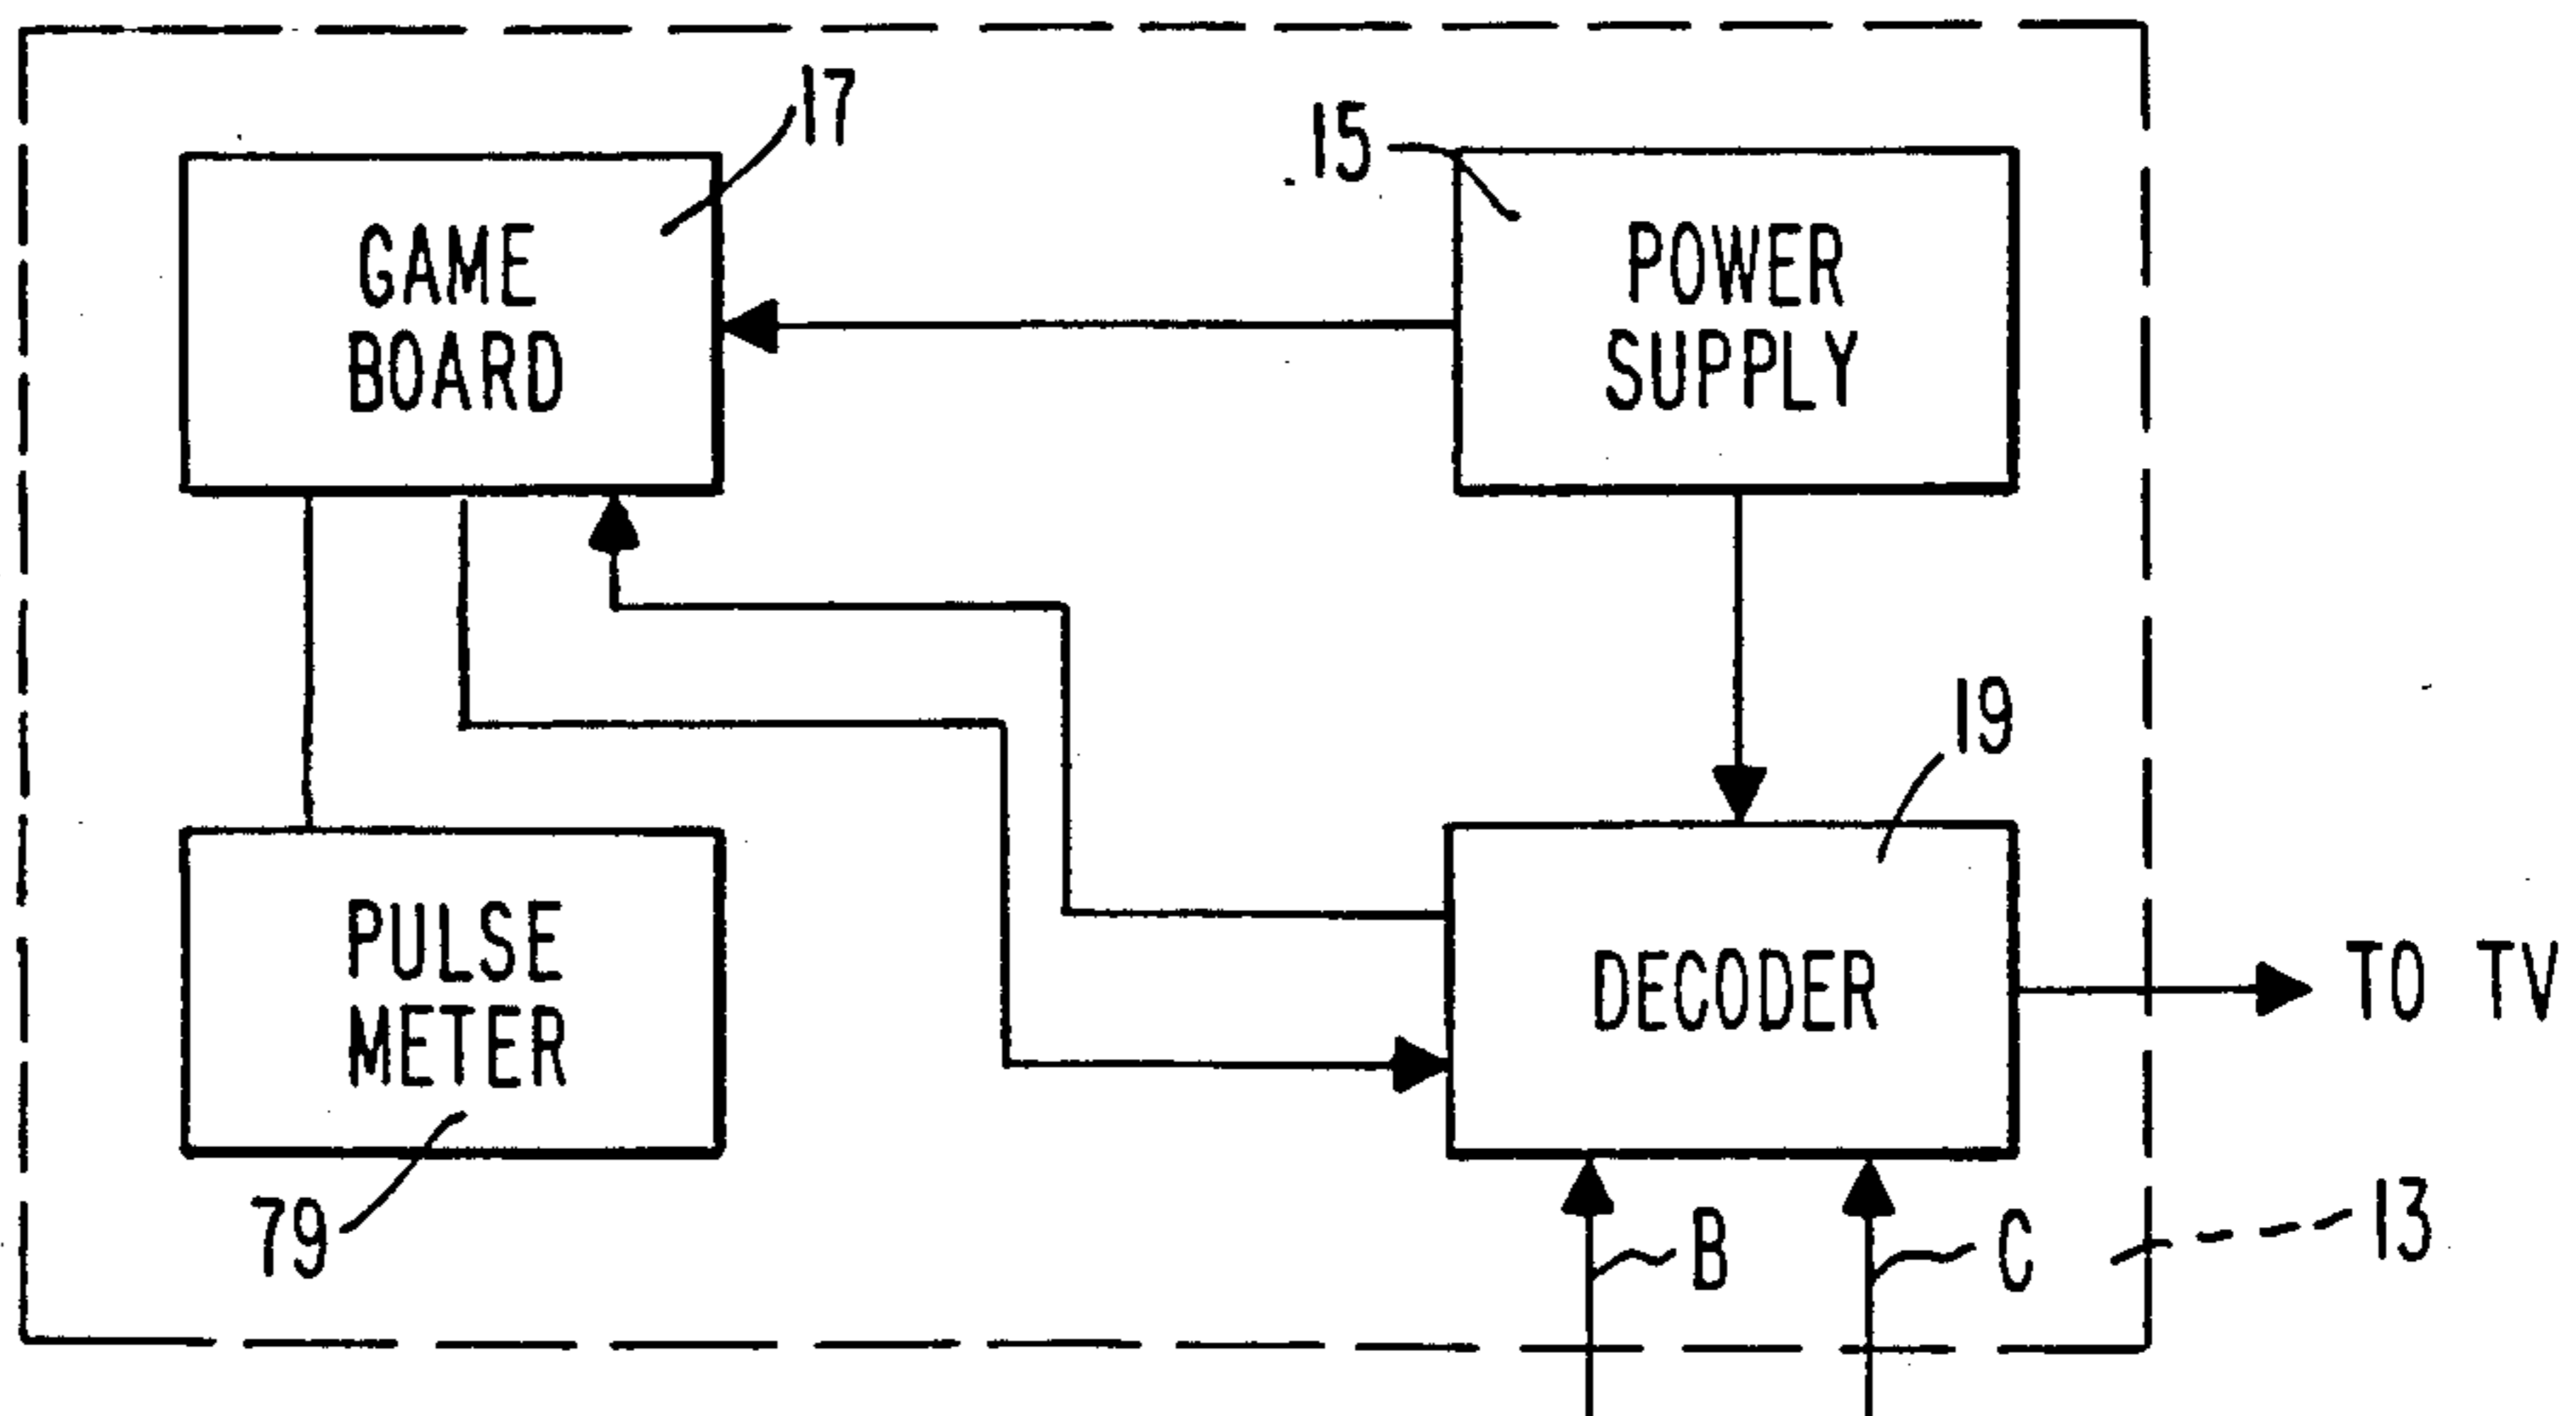 17
15
GAME
BOARD
POWER
SUPPLY
19
PULSE
METER
DECODER
TO TV
79
B
C
13